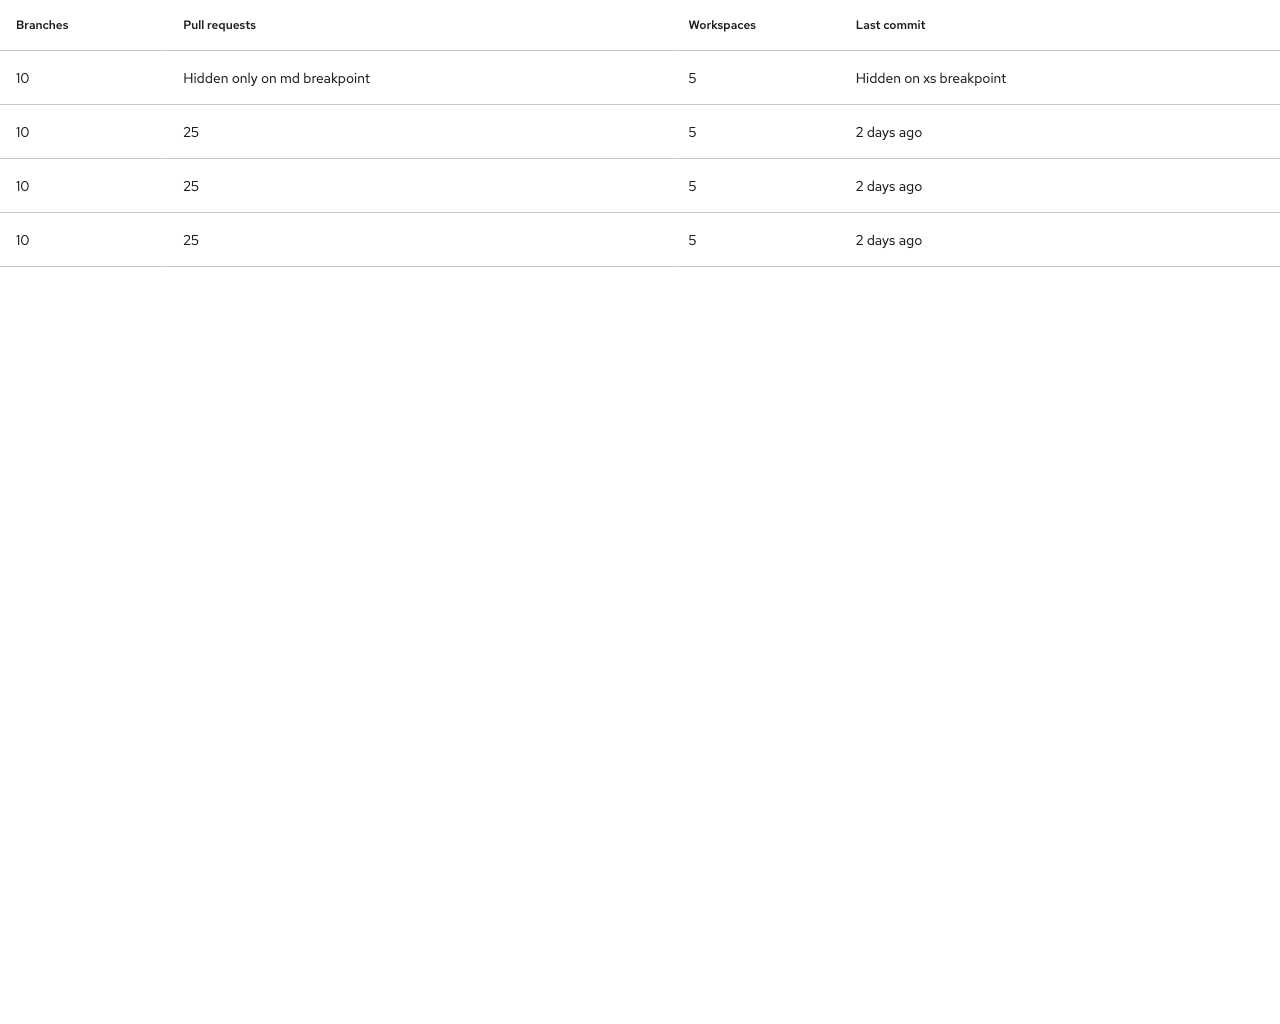 Branches Pull requests Workspaces Last commit
10 Hidden only on md breakpoint 5 Hidden on xs breakpoint
10 25 5 2 days ago
10 25 5 2 days ago
10 25 5 2 days ago